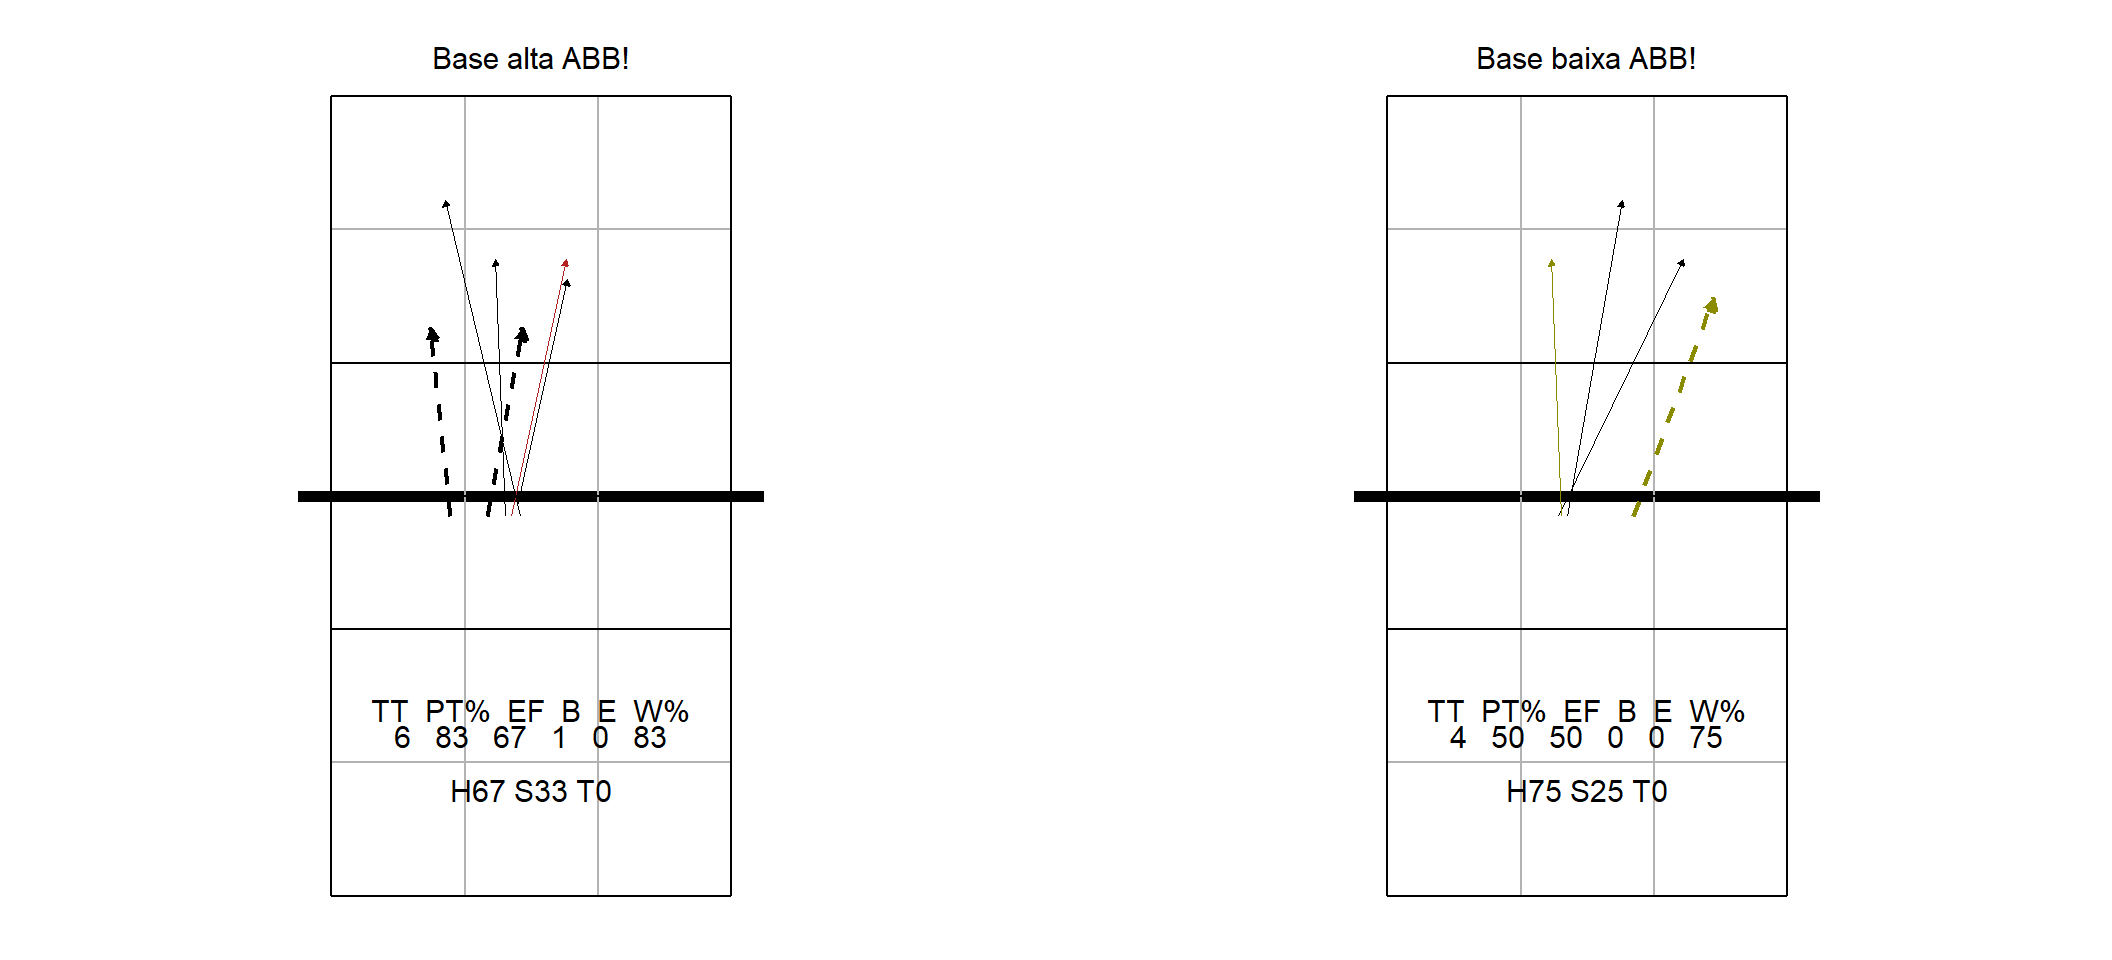 Base alta ABB!
TT PT% EF B E W%
6 83 67 1 0 83
H67 S33 T0
Base baixa ABB!
TT PT% EF B E W%
4 50 50 0 0 75
H75 S25 T0